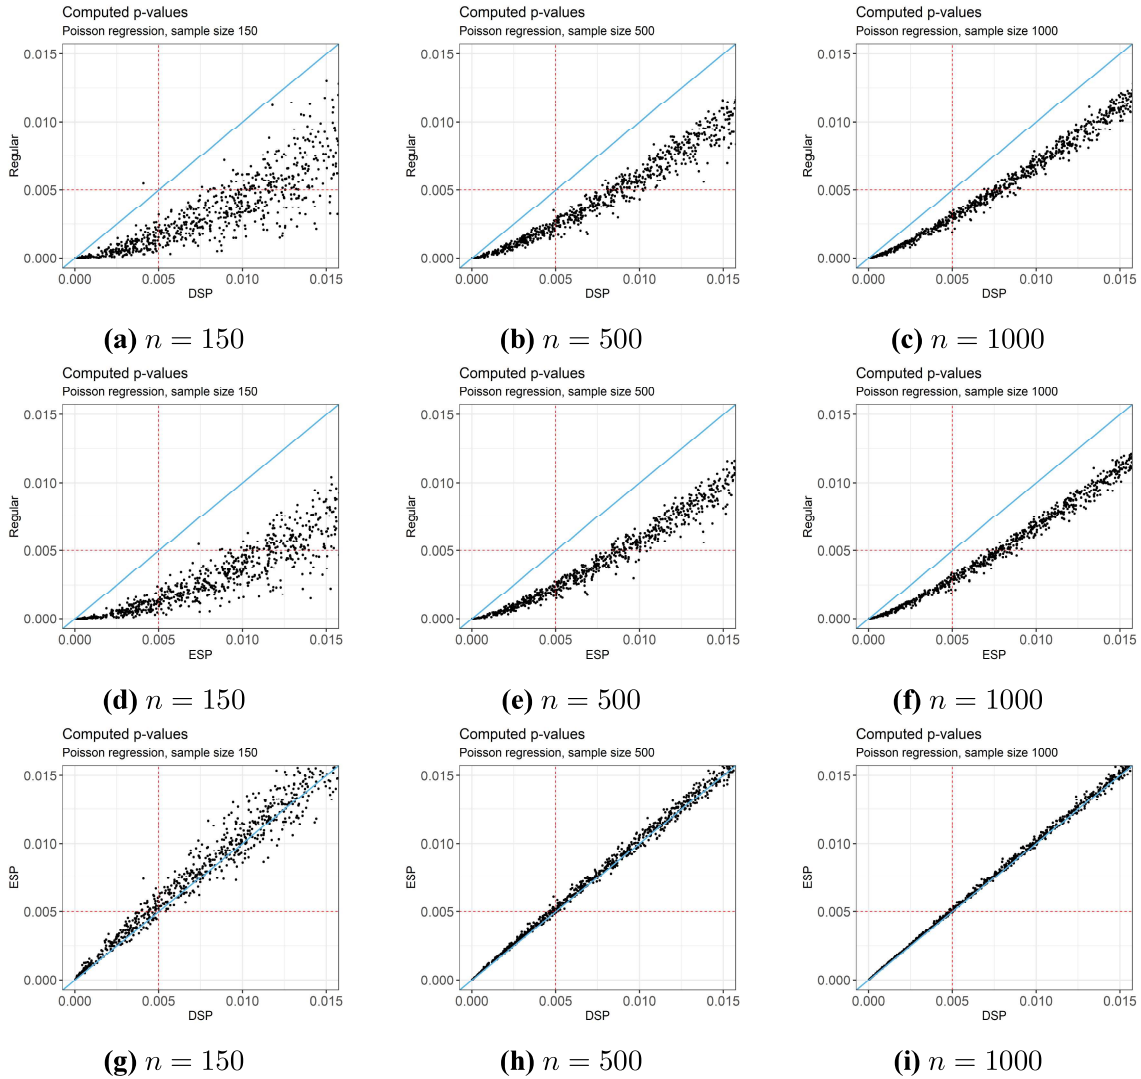 Computed p-values
Poisson regression, sample size 150
Regular
0.015
0.010
0.005
0.000
0.000 0.005 0.010 0.015
DSP
(a) n = 150
Computed p-values
Poisson regression, sample size 500
Regular
0.015
0.010
0.005
0.000
0.000 0.005 0.010 0.015
DSP
(b) n = 500
Computed p-values
Poisson regression, sample size 1000
Regular
0.015
0.010
0.005
0.000
0.000 0.005 0.010 0.015
DSP
(c) n = 1000
Computed p-values
Poisson regression, sample size 150
Regular
0.015
0.010
0.005
0.000
0.000 0.005 0.010 0.015
ESP
(d) n = 150
Computed p-values
Poisson regression, sample size 500
Regular
0.015
0.010
0.005
0.000
0.000 0.005 0.010 0.015
ESP
(e) n = 500
Computed p-values
Poisson regression, sample size 1000
Regular
0.015
0.010
0.005
0.000
0.000 0.005 0.010 0.015
ESP
(f) n = 1000
Computed p-values
Poisson regression, sample size 150
ESP
0.015
0.010
0.005
0.000
0.000 0.005 0.010 0.015
DSP
(g) n = 150
Computed p-values
Poisson regression, sample size 500
ESP
0.015
0.010
0.005
0.000
0.000 0.005 0.010 0.015
DSP
(h) n = 500
Computed p-values
Poisson regression, sample size 1000
ESP
0.015
0.010
0.005
0.000
0.000 0.005 0.010 0.015
DSP
(i) n = 1000